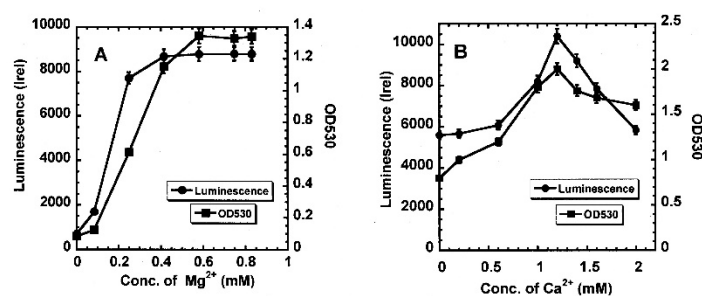 A
Luminescence (Irel)
10000
8000
6000
4000
2000
0
1.4
1.2
1
0.8
0.6
0.4
0.2
0
OD530
Luminescence
OD530
0 0.2 0.4 0.6 0.8 1
Conc. of Mg2+ (mM)
B
Luminescence (Irel)
10000
8000
6000
4000
2000
0
2.5
2
1.5
1
0.5
0
OD530
Luminescence
OD530
0 0.5 1 1.5 2
Conc. of Ca2+ (mM)